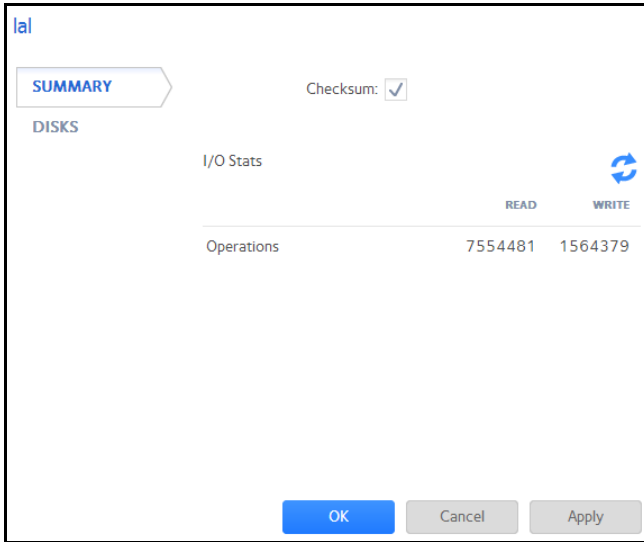 lal
SUMMARY
Checksum:
DISKS
I/O Stats
READ WRITE
Operations 7554481 1564379
OK Cancel Apply